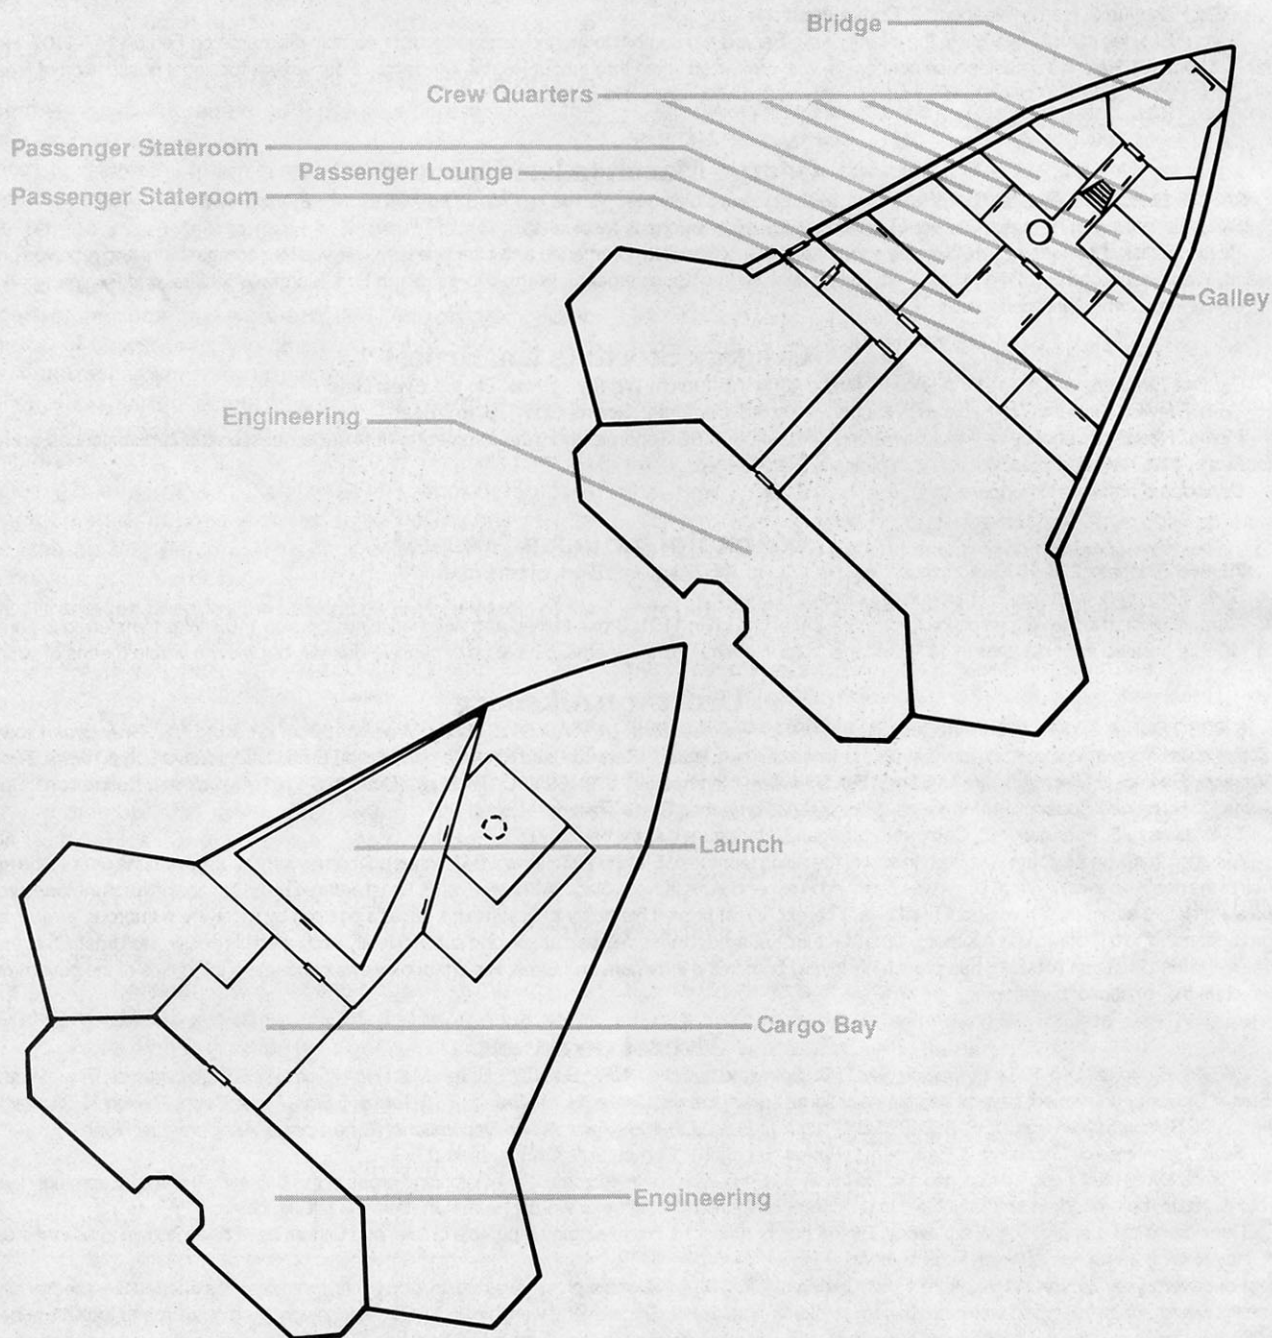 Bridge
Crew Quarters
Passenger Stateroom
Passenger Lounge
Passenger Stateroom
Galley
Engineering
Launch
Cargo Bay
Engineering